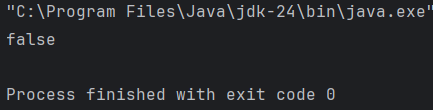 "C:\Program Files\Java\jdk-24\bin\java.exe"
false
Process finished with exit code 0